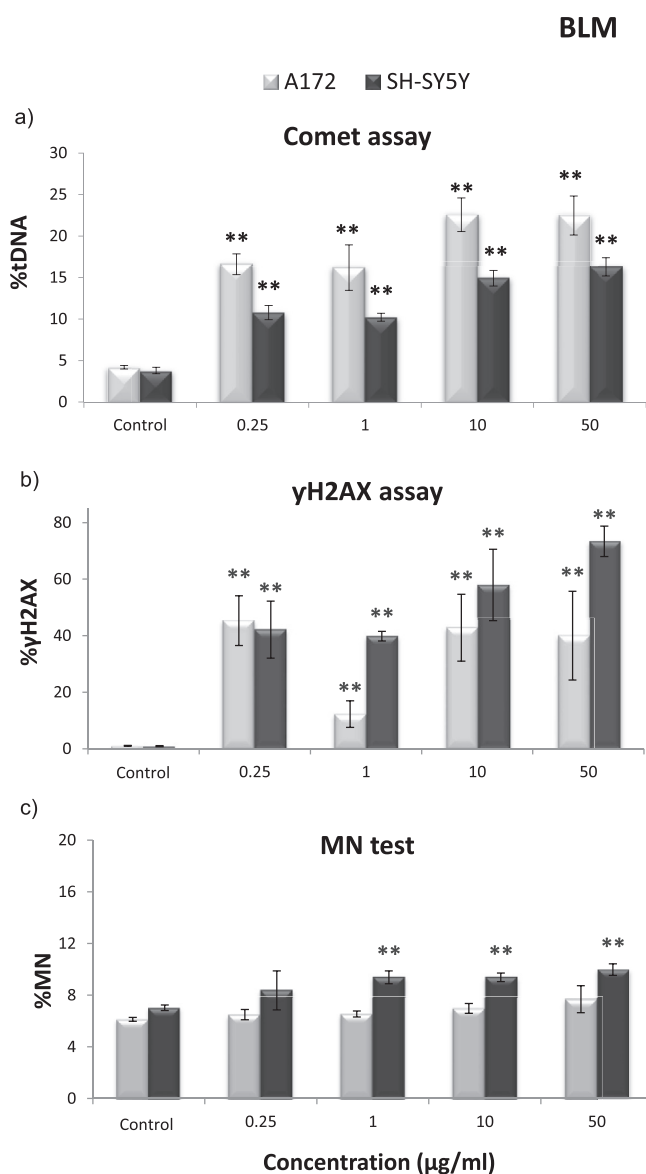 BLM
A172 SH-SY5Y
a)
Comet assay
30
25
20
15
10
5
0
%tDNA
** ** ** ** ** ** ** **
Control 0.25 1 10 50
b)
γH2AX assay
80
60
40
20
0
%γH2AX
** ** ** ** ** ** ** **
Control 0.25 1 10 50
c)
MN test
20
16
12
8
4
0
%MN
** ** **
Control 0.25 1 10 50
Concentration (μg/ml)